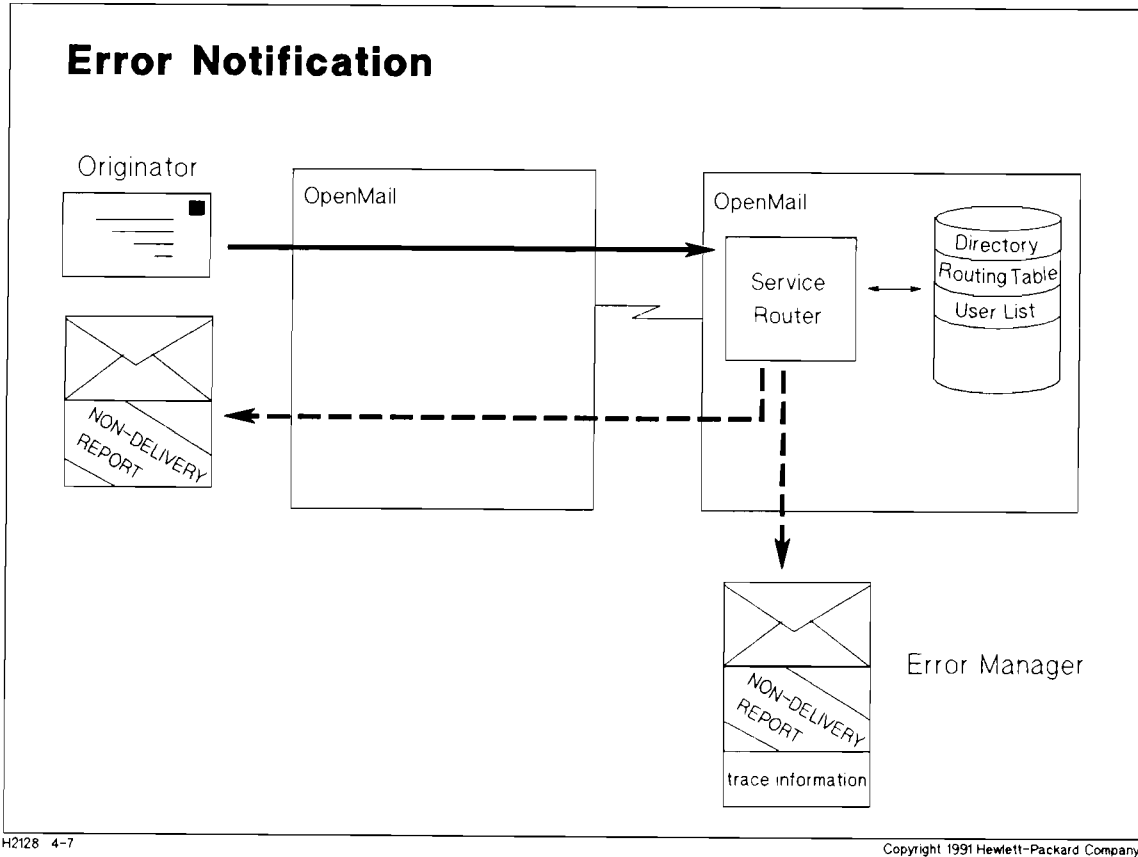 Error Notification
Originator
OpenMail
OpenMail
Directory
Routing Table
User List
Service
Router
NON-DELIVERY
REPORT
Error Manager
NON-DELIVERY
REPORT
trace information
H2128 4-7
Copyright 1991 Hewlett-Packard Company